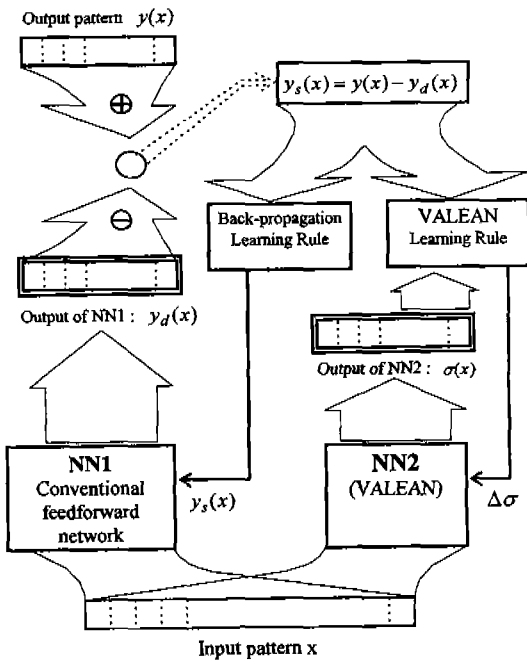 Output pattern y(x)
⊕
y_s(x) = y(x) − y_d(x)
⊖
Back-propagation
Learning Rule
VALEAN
Learning Rule
Output of NN1 : y_d(x)
Output of NN2 : σ(x)
NN1
Conventional
feedforward
network
y_s(x)
NN2
(VALEAN)
Δσ
Input pattern x